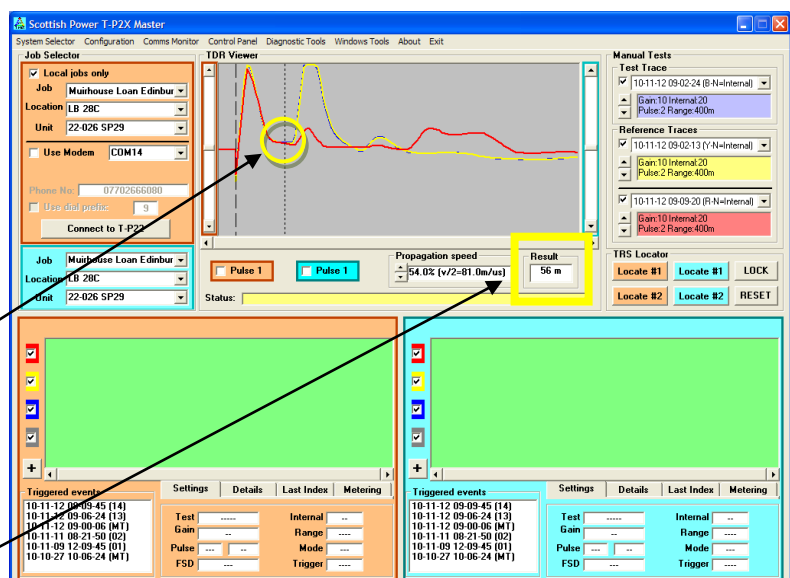 Scottish Power T-P2X Master
System Selector Configuration Comms Monitor Control Panel Diagnostic Tools Windows Tools About Exit
Job Selector
Local jobs only
Job Muirhouse Loan Edinbur
Location LB 28C
Unit 22-026 SP29
Use Modem COM14
Phone No: 07702666080
Use dial prefix: 9
Connect to T-P22
Job Muirhouse Loan Edinbur
Location LB 28C
Unit 22-026 SP29
TDR Viewer
Pulse 1
Pulse 1
Propagation speed
54.0% (v/2=81.0m/us)
Result
56 m
Status:
Manual Tests
Test Trace
10-11-12 09-02-24 (B-N=Internal)
Gain:10 Internal:20
Pulse:2 Range:400m
Reference Traces
10-11-12 09-02-13 (Y-N=Internal)
Gain:10 Internal:20
Pulse:2 Range:400m
10-11-12 09-09-20 (R-N=Internal)
Gain:10 Internal:20
Pulse:2 Range:400m
TRS Locator
Locate #1 Locate #1 LOCK
Locate #2 Locate #2 RESET
+
Triggered events
10-11-12 09-09-45 (14)
10-11-12 09-06-24 (13)
10-11-12 09-00-06 (MT)
10-11-11 08-21-50 (02)
10-11-09 12-09-45 (01)
10-10-27 10-06-24 (MT)
Settings Details Last Index Metering
Test ----- Internal --
Gain -- Range ----
Pulse --- -- Mode ---
FSD --- Trigger ----
+
Triggered events
10-11-12 09-09-45 (14)
10-11-12 09-06-24 (13)
10-11-12 09-00-06 (MT)
10-11-11 08-21-50 (02)
10-11-09 12-09-45 (01)
10-10-27 10-06-24 (MT)
Settings Details Last Index Metering
Test ----- Internal --
Gain -- Range ----
Pulse --- -- Mode ---
FSD --- Trigger ----